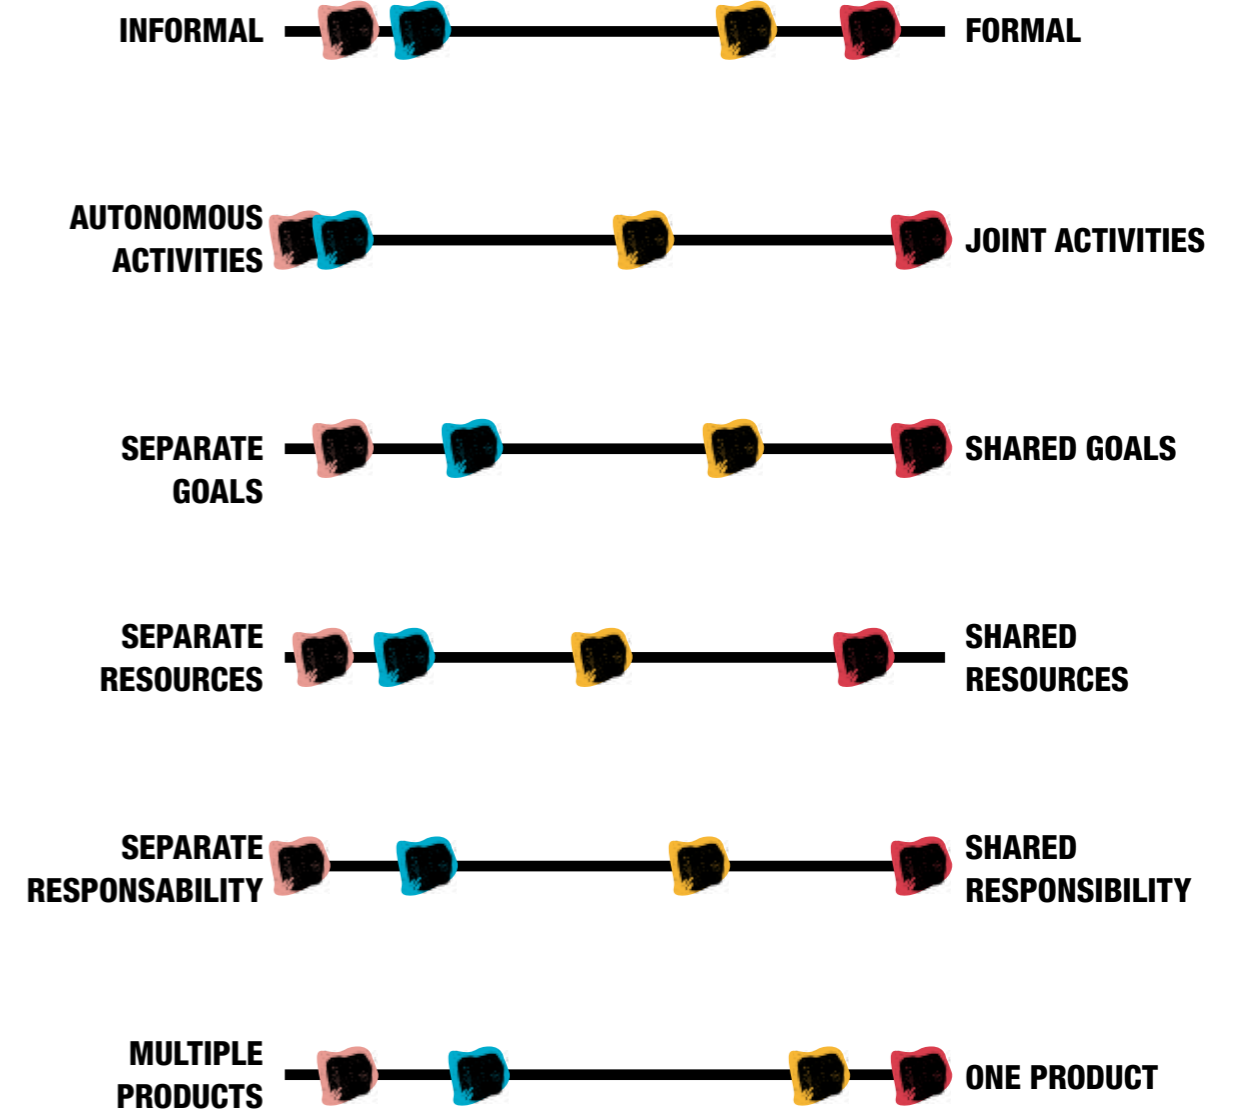 INFORMAL
FORMAL
AUTONOMOUS
ACTIVITIES
JOINT ACTIVITIES
SEPARATE
GOALS
SHARED GOALS
SEPARATE
RESOURCES
SHARED
RESOURCES
SEPARATE
RESPONSABILITY
SHARED
RESPONSIBILITY
MULTIPLE
PRODUCTS
ONE PRODUCT